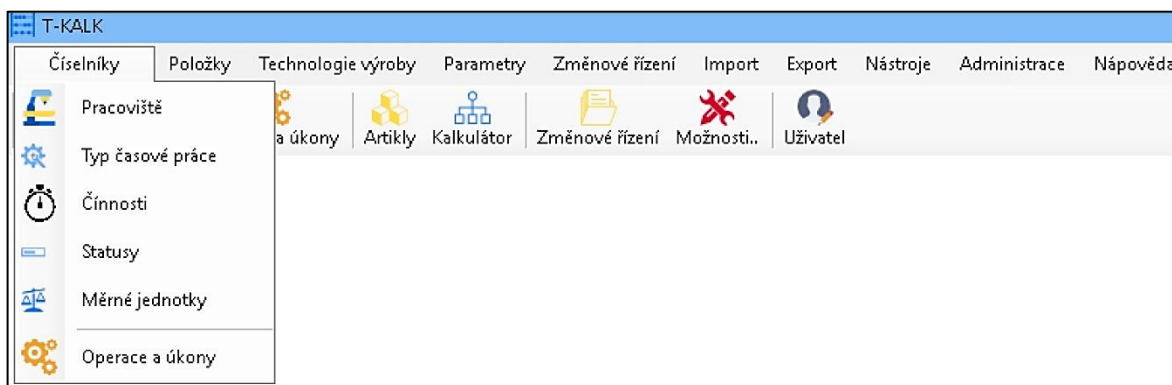 T-KALK
Číselníky Položky Technologie výroby Parametry Změnové řízení Import Export Nástroje Administrace Nápověda
a úkony Artikly Kalkulátor Změnové řízení Možnosti.. Uživatel
Pracoviště
Typ časové práce
Čínnosti
Statusy
Měrné jednotky
Operace a úkony